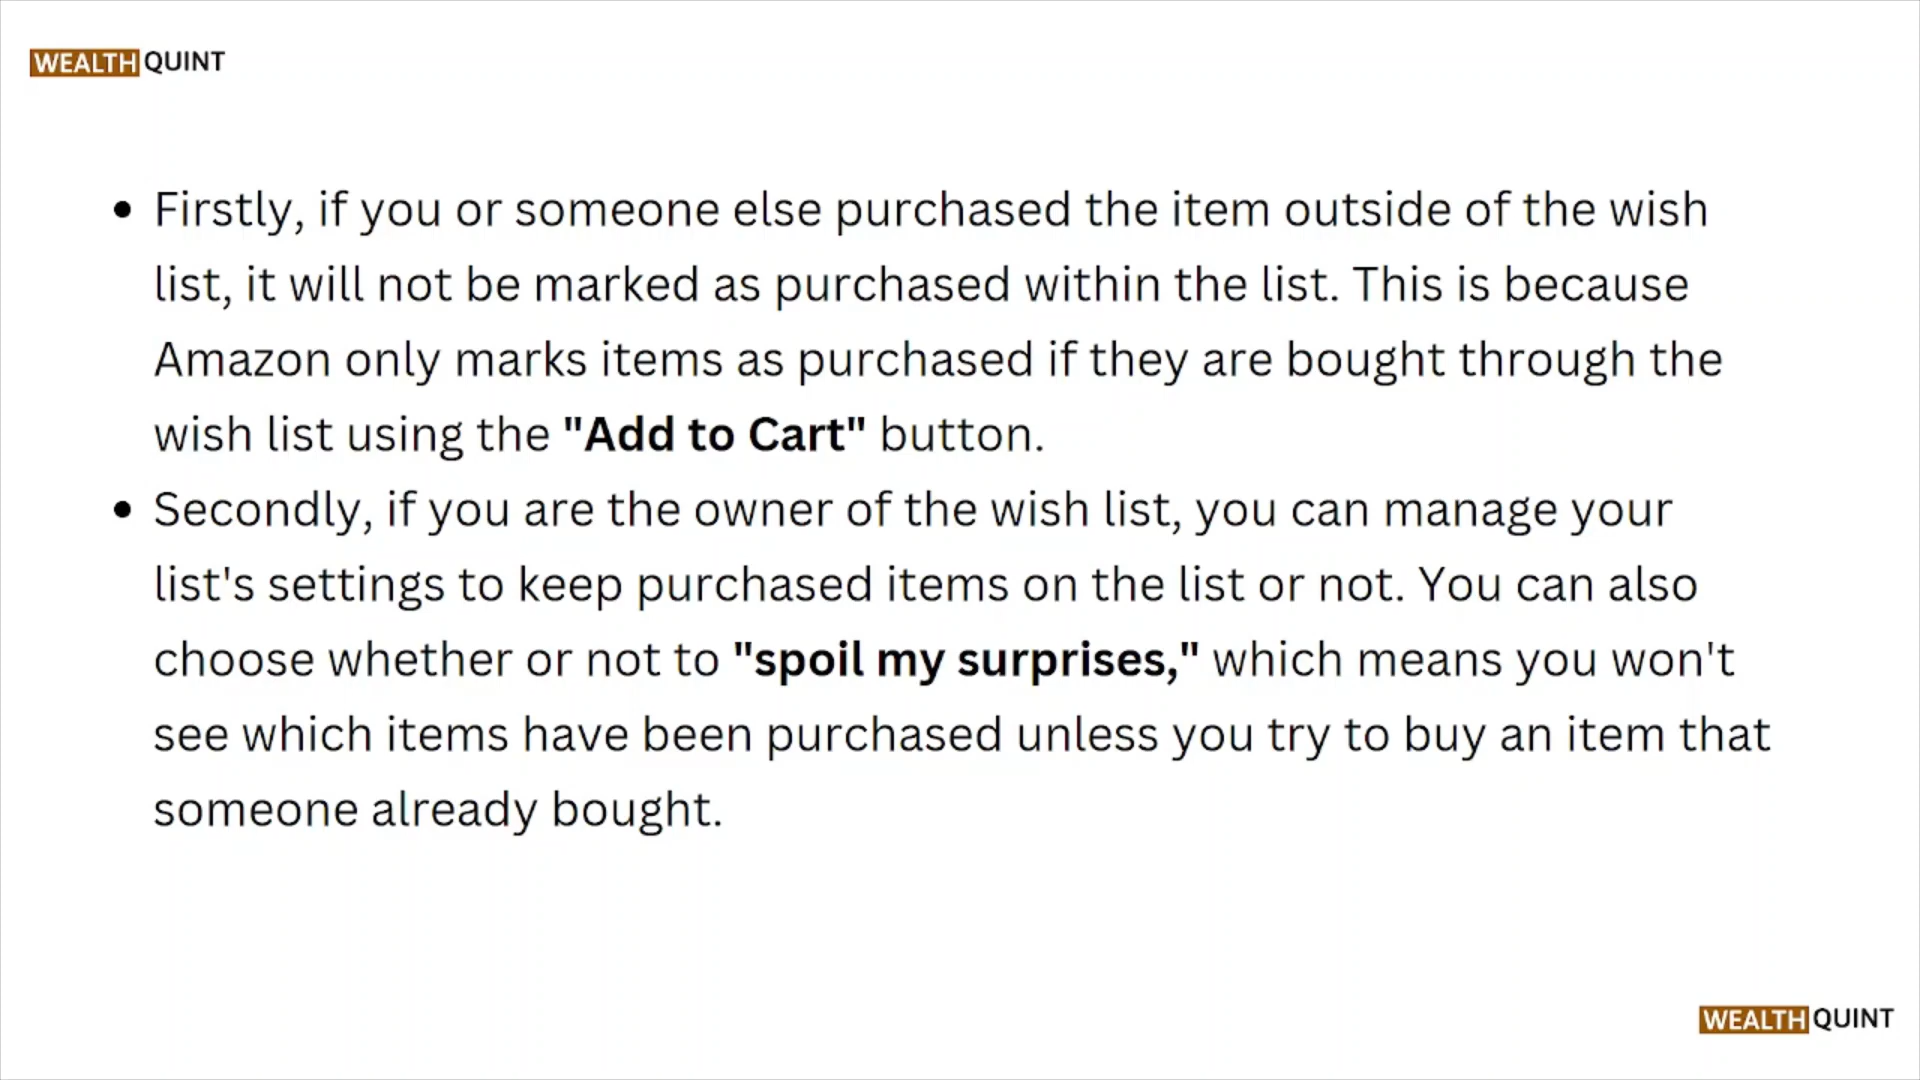 WEALTH QUINT
• Firstly, if you or someone else purchased the item outside of the wish
list, it will not be marked as purchased within the list. This is because
Amazon only marks items as purchased if they are bought through the
wish list using the "Add to Cart" button.
• Secondly, if you are the owner of the wish list, you can manage your
list's settings to keep purchased items on the list or not. You can also
choose whether or not to "spoil my surprises," which means you won't
see which items have been purchased unless you try to buy an item that
someone already bought.
WEALTH QUINT